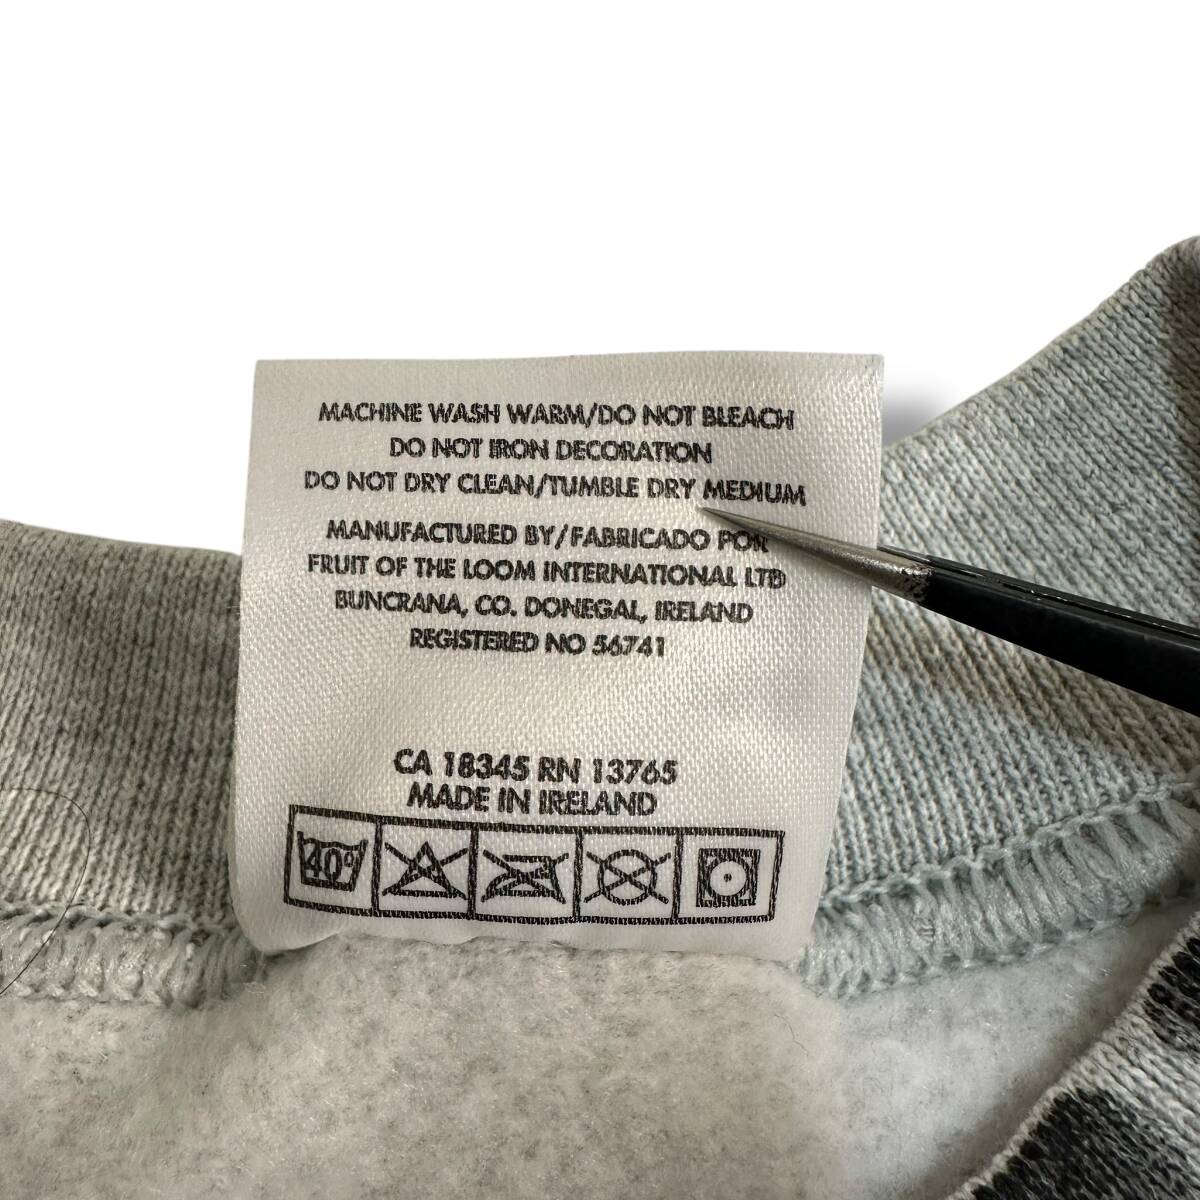 MACHINE WASH WARM/DO NOT BLEACH
DO NOT IRON DECORATION
DO NOT DRY CLEAN/TUMBLE DRY MEDIUM
MANUFACTURED BY/FABRICADO POR
FRUIT OF THE LOOM INTERNATIONAL LTD
BUNCRANA, CO. DONEGAL, IRELAND
REGISTERED NO 56741
CA 18345 RN 13765
MADE IN IRELAND
40°